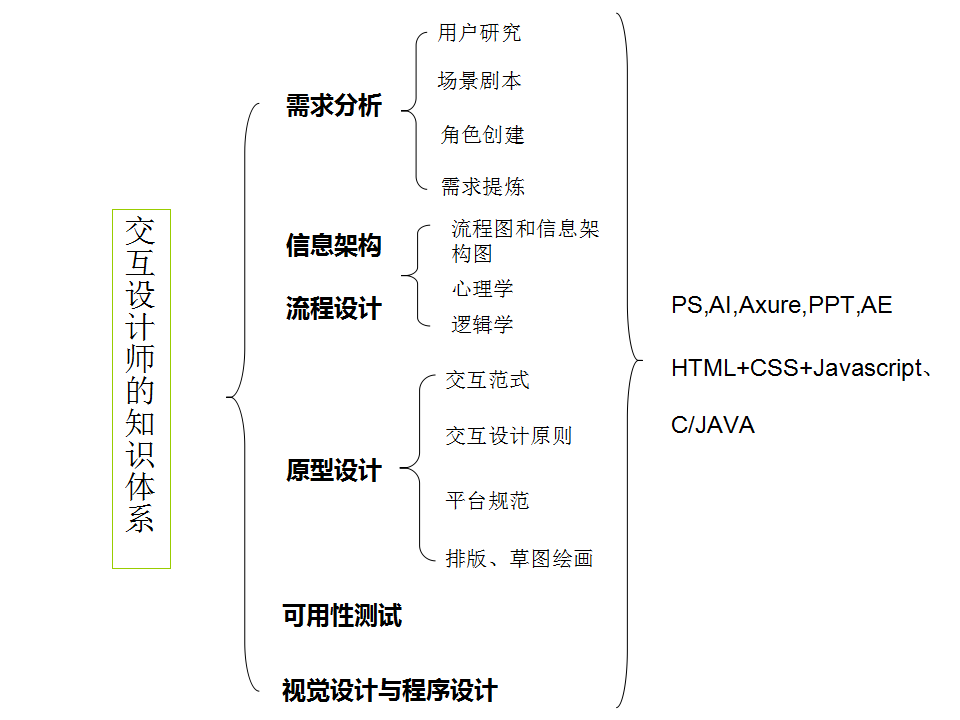 交互设计师的知识体系
需求分析
用户研究
场景剧本
角色创建
需求提炼
信息架构
流程设计
流程图和信息架
构图
心理学
逻辑学
原型设计
交互范式
交互设计原则
平台规范
排版、草图绘画
可用性测试
视觉设计与程序设计
PS,AI,Axure,PPT,AE
HTML+CSS+Javascript、
C/JAVA